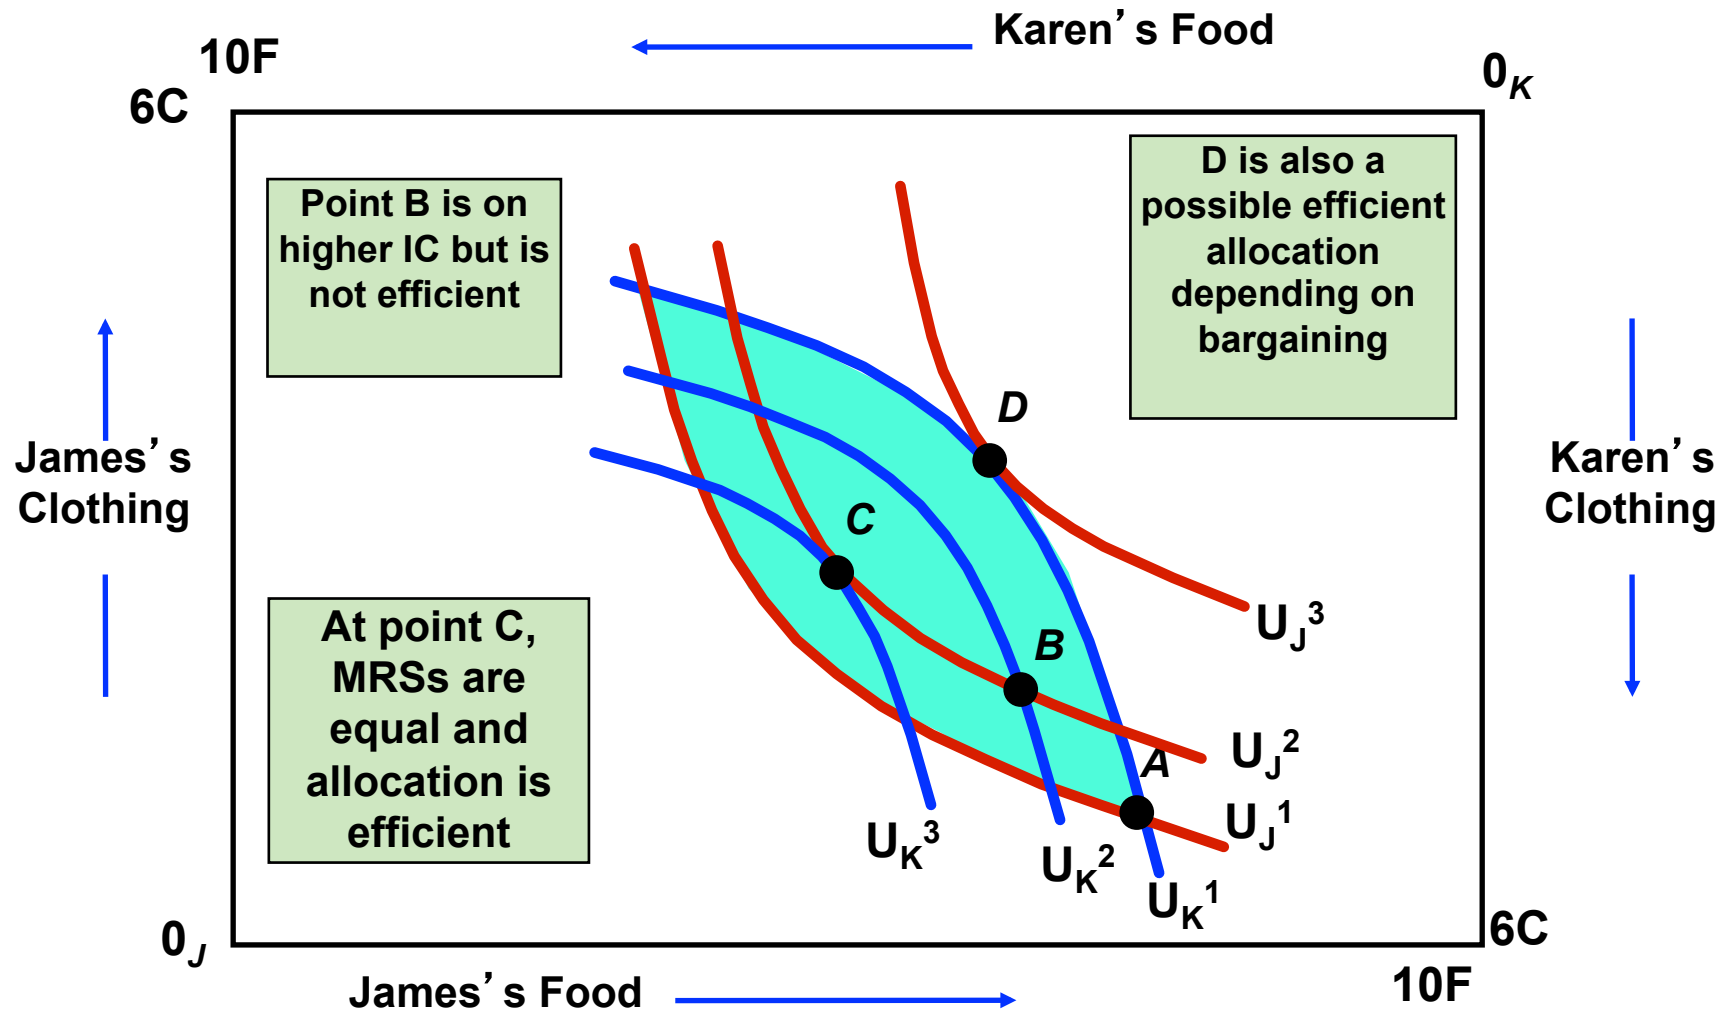 Karen’s Food
10F
0K
6C
Point B is on
higher IC but is
not efficient
D is also a
possible efficient
allocation
depending on
bargaining
D
James’s
Clothing
Karen’s
Clothing
C
At point C,
MRSs are
equal and
allocation is
efficient
B
UJ3
UJ2
A
UJ1
UK3
UK2
UK1
0J
6C
James’s Food
10F